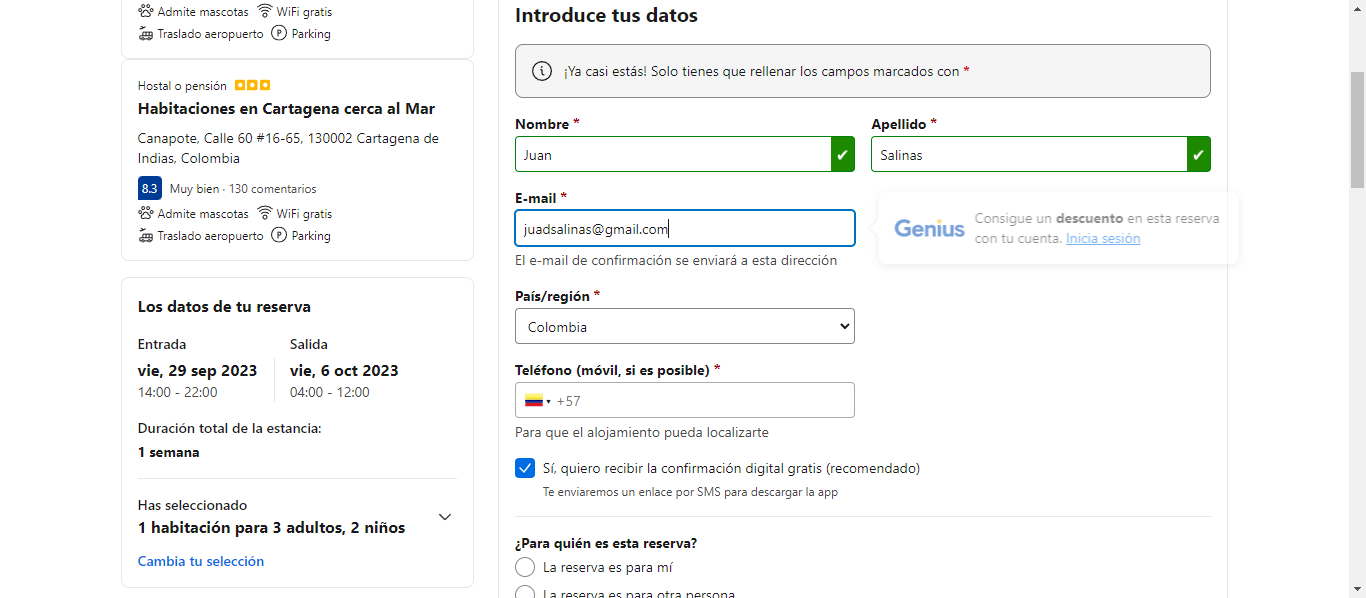 Admite mascotas WiFi gratis
Traslado aeropuerto Parking
Hostal o pensión
Habitaciones en Cartagena cerca al Mar
Canapote, Calle 60 #16-65, 130002 Cartagena de
Indias, Colombia
8.3 Muy bien · 130 comentarios
Admite mascotas WiFi gratis
Traslado aeropuerto Parking
Los datos de tu reserva
Entrada Salida
vie, 29 sep 2023 vie, 6 oct 2023
14:00 - 22:00 04:00 - 12:00
Duración total de la estancia:
1 semana
Has seleccionado
1 habitación para 3 adultos, 2 niños
Cambia tu selección
Introduce tus datos
¡Ya casi estás! Solo tienes que rellenar los campos marcados con *
Nombre * Apellido *
Juan Salinas
E-mail *
juadsalinas@gmail.com
El e-mail de confirmación se enviará a esta dirección
Genius Consigue un descuento en esta reserva
con tu cuenta. Inicia sesión
País/región *
Colombia
Teléfono (móvil, si es posible) *
+57
Para que el alojamiento pueda localizarte
Sí, quiero recibir la confirmación digital gratis (recomendado)
Te enviaremos un enlace por SMS para descargar la app
¿Para quién es esta reserva?
La reserva es para mí
La reserva es para otra persona